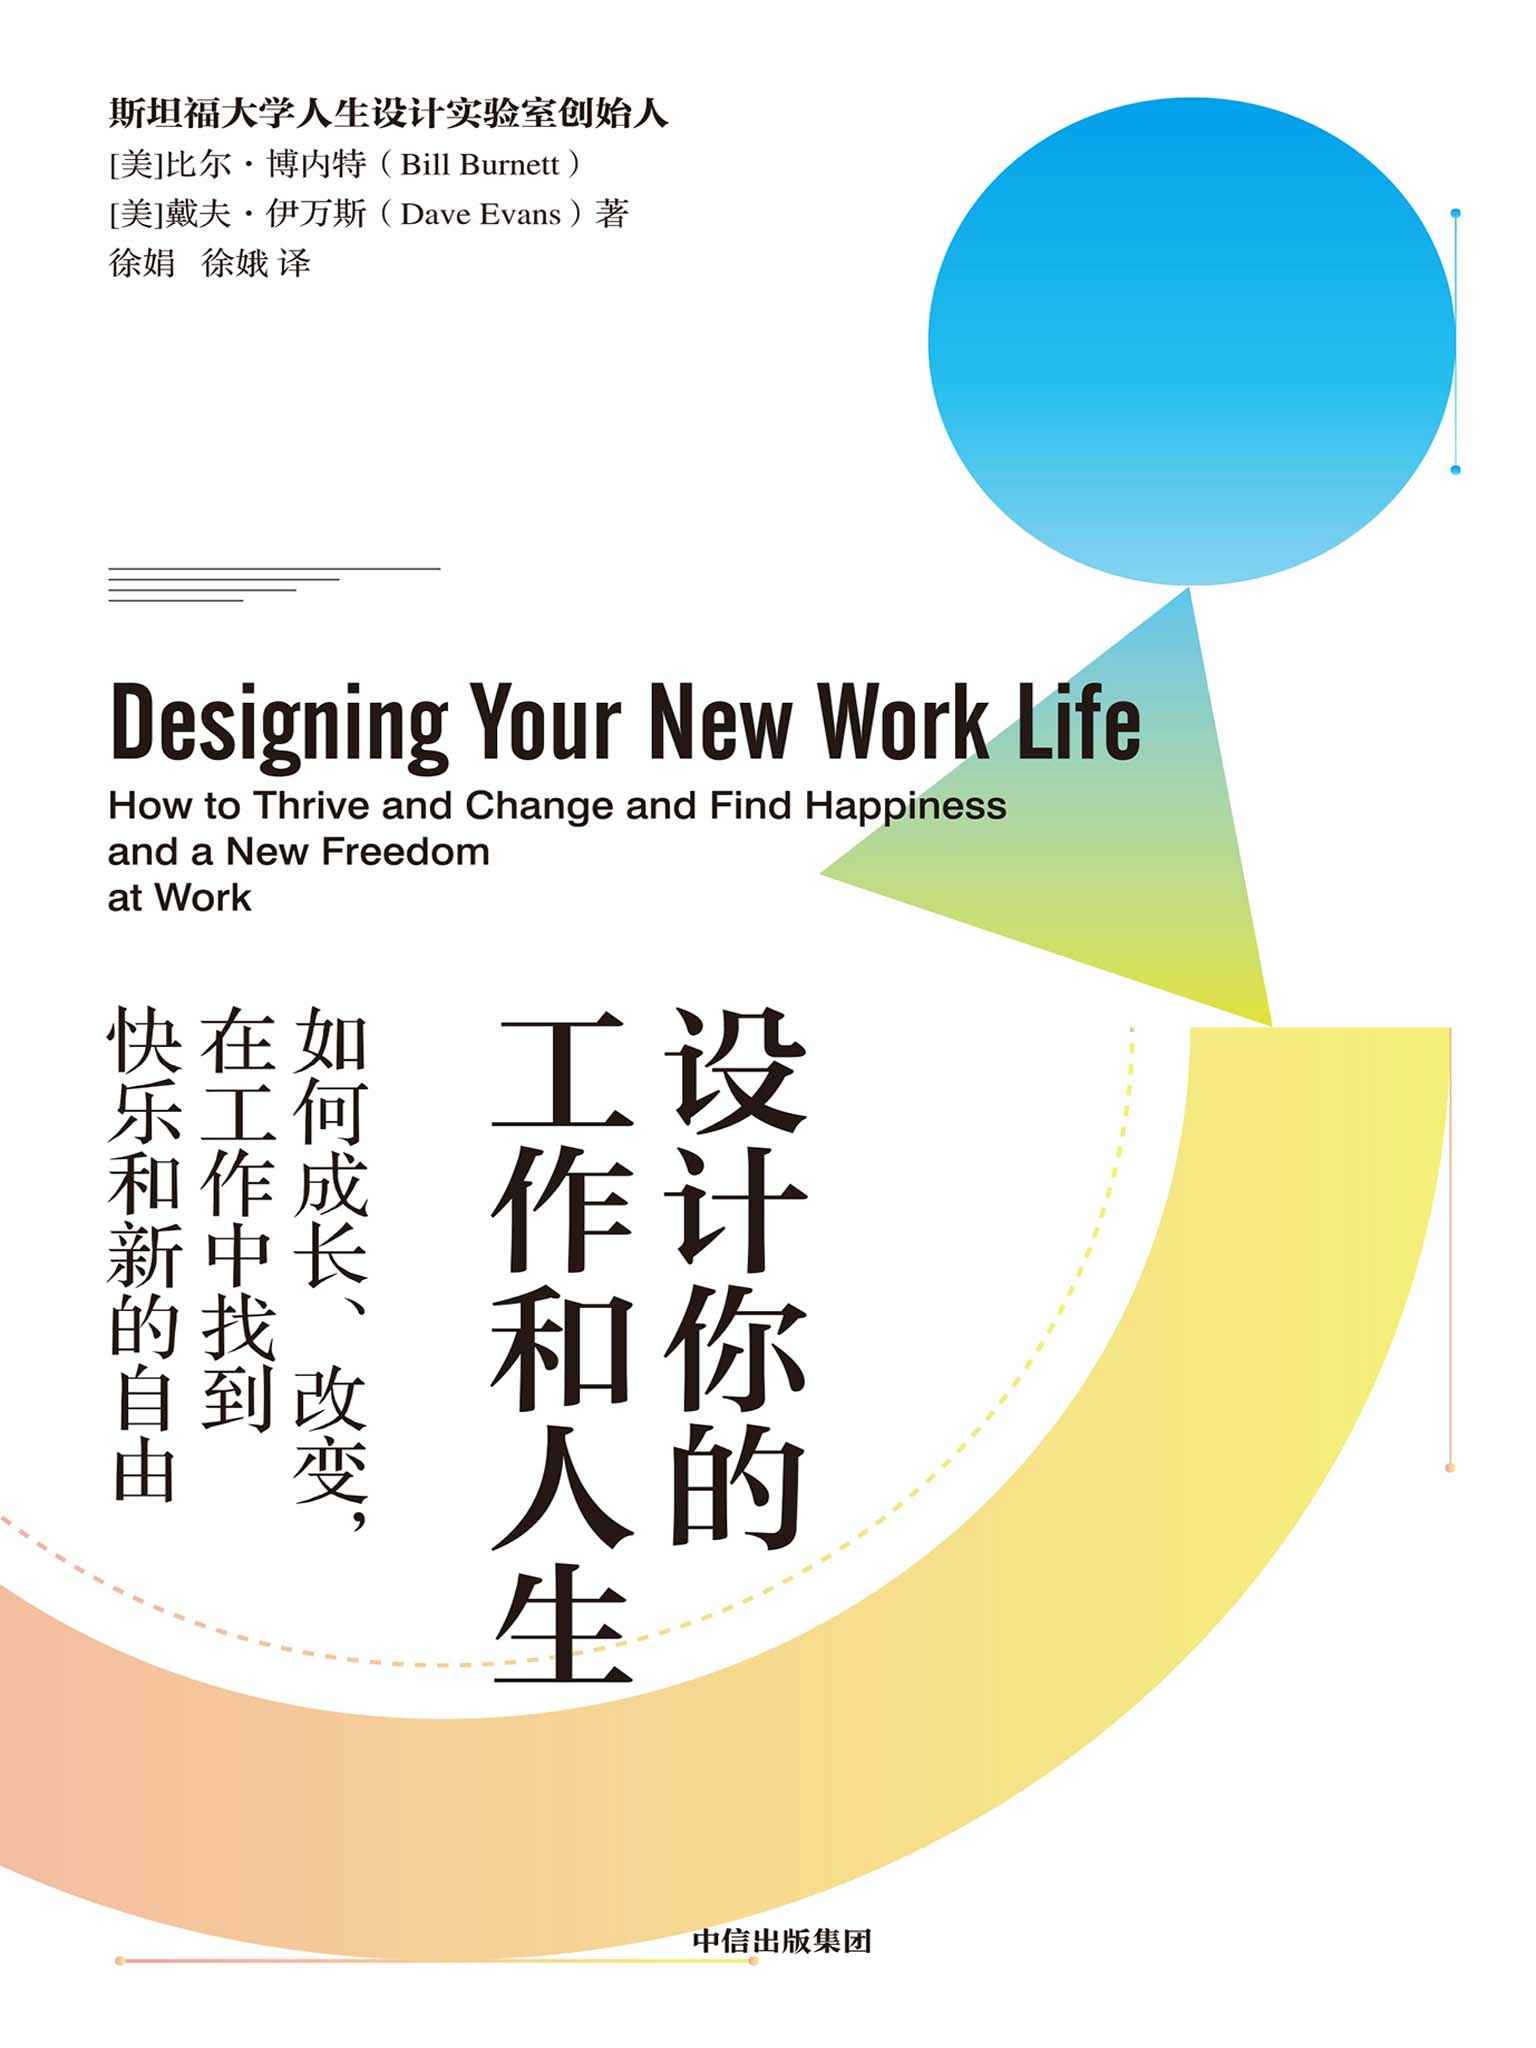 斯坦福大学人生设计实验室创始人
[美]比尔·博内特（Bill Burnett）
[美]戴夫·伊万斯（Dave Evans）著
徐娟 徐娥 译
Designing Your New Work Life
How to Thrive and Change and Find Happiness
and a New Freedom
at Work
设计你的
工作和人生
如何成长、改变，
在工作中找到
快乐和新的自由
中信出版集团